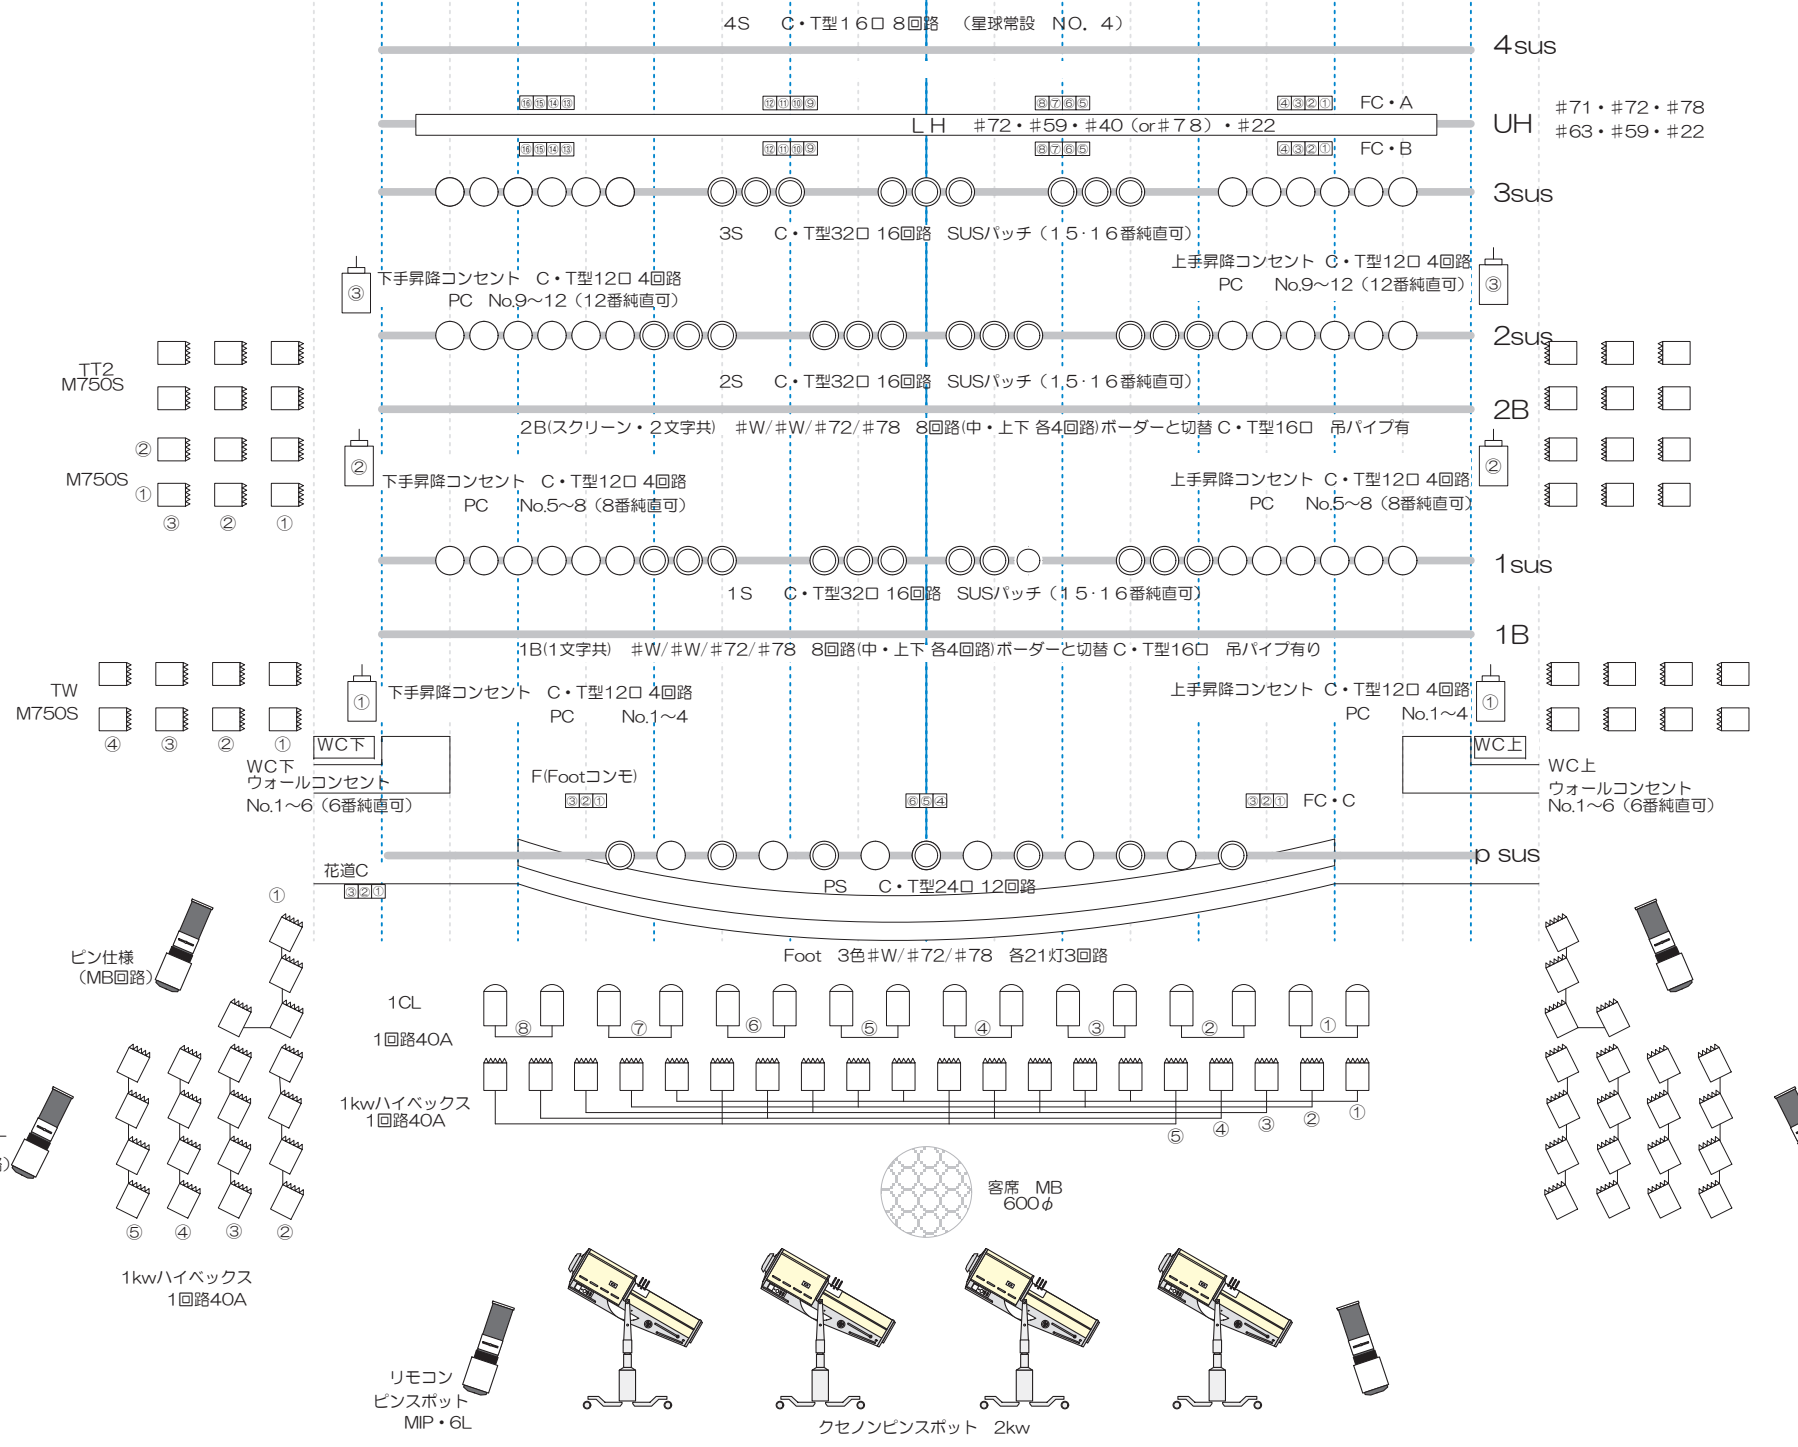 4S　C・T型16口 8回路　（星球常設　NO．4）
4sus
⑯⑮⑭⑬　⑫⑪⑩⑨　⑧⑦⑥⑤　④③②①　FC・A
LH　#72・#59・#40（or#78）・#22
UH
#71・#72・#78
#63・#59・#22
⑯⑮⑭⑬　⑫⑪⑩⑨　⑧⑦⑥⑤　④③②①　FC・B
3sus
3S　C・T型32口 16回路　SUSパッチ（15・16番純直可）
③
下手昇降コンセント　C・T型12口 4回路
PC　No.9～12（12番純直可）
上手昇降コンセント　C・T型12口 4回路
PC　No.9～12（12番純直可）
③
2sus
TT2
M750S
2S　C・T型32口 16回路　SUSパッチ（15・16番純直可）
2B
2B(スクリーン・2文字共)　#W/#W/#72/#78　8回路(中・上下 各4回路)ボーダーと切替 C・T型16口　吊パイプ有
②
下手昇降コンセント　C・T型12口 4回路
PC　No.5～8（8番純直可）
上手昇降コンセント　C・T型12口 4回路
PC　No.5～8（8番純直可）
②
②
M750S
①
③　②　①
1sus
1S　C・T型32口 16回路　SUSパッチ（15・16番純直可）
1B
1B(1文字共)　#W/#W/#72/#78　8回路(中・上下 各4回路)ボーダーと切替 C・T型16口　吊パイプ有り
①
下手昇降コンセント　C・T型12口 4回路
PC　No.1～4
上手昇降コンセント　C・T型12口 4回路
PC　No.1～4
①
TW
M750S
④　③　②　①
WC下
WC下
ウォールコンセント
No.1～6（6番純直可）
WC上
WC上
ウォールコンセント
No.1～6（6番純直可）
F(Footコンモ)
③②①　⑥⑤④　③②①　FC・C
p sus
花道C
③②①
PS　C・T型24口 12回路
①
ピン仕様
（MB回路）
Foot　3色#W/#72/#78　各21灯3回路
1CL
⑧　⑦　⑥　⑤　④　③　②　①
1回路40A
1kwハイベックス
1回路40A
⑤　④　③　②　①
客席　MB
600φ
⑤　④　③　②
1kwハイベックス
1回路40A
リモコン
ピンスポット
MIP・6L
クセノンピンスポット　2kw